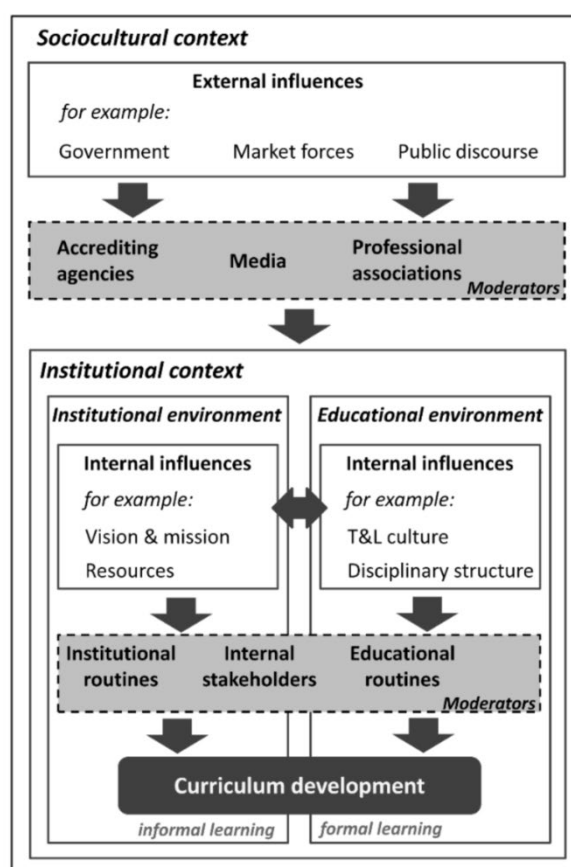 Sociocultural context
External influences
for example:
Government Market forces Public discourse
Accrediting agencies
Media
Professional associations
Moderators
Institutional context
Institutional environment
Internal influences
for example:
Vision & mission
Resources
Educational environment
Internal influences
for example:
T&L culture
Disciplinary structure
Institutional routines
Internal stakeholders
Educational routines
Moderators
Curriculum development
informal learning
formal learning